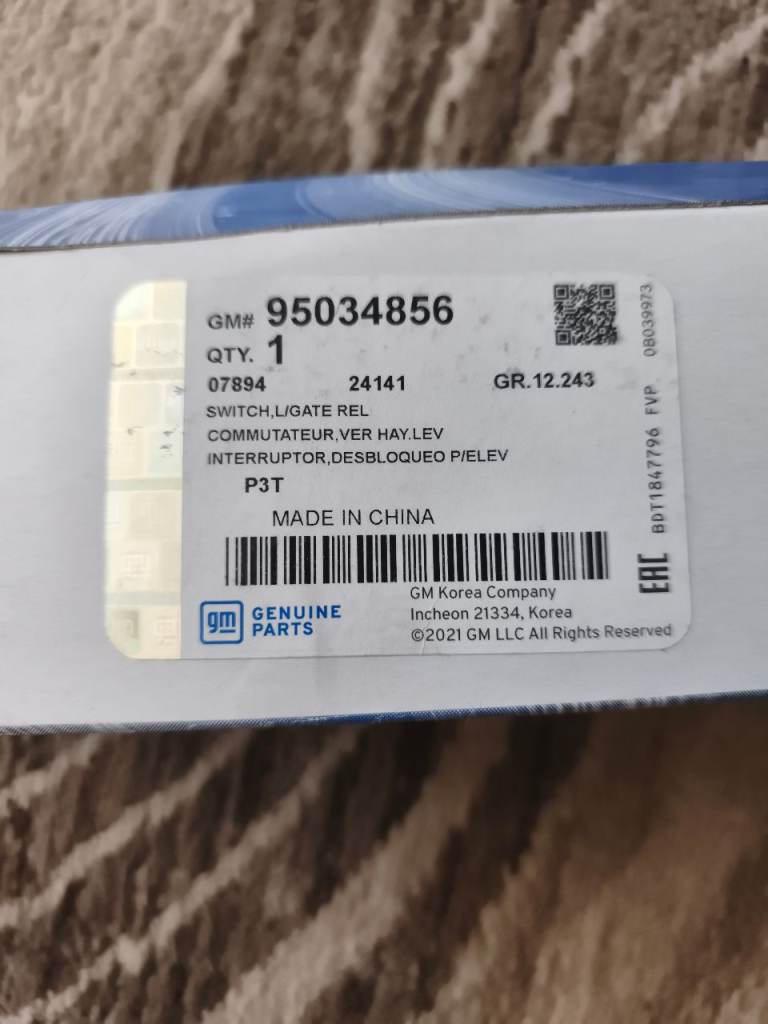 GM# 95034856
QTY. 1
07894 24141 GR.12.243
SWITCH,L/GATE REL
COMMUTATEUR,VER HAY.LEV
INTERRUPTOR,DESBLOQUEO P/ELEV
P3T
MADE IN CHINA
gm GENUINE
PARTS
GM Korea Company
Incheon 21334, Korea
©2021 GM LLC All Rights Reserved
EAC
BDT1847796 FVP 0B039973